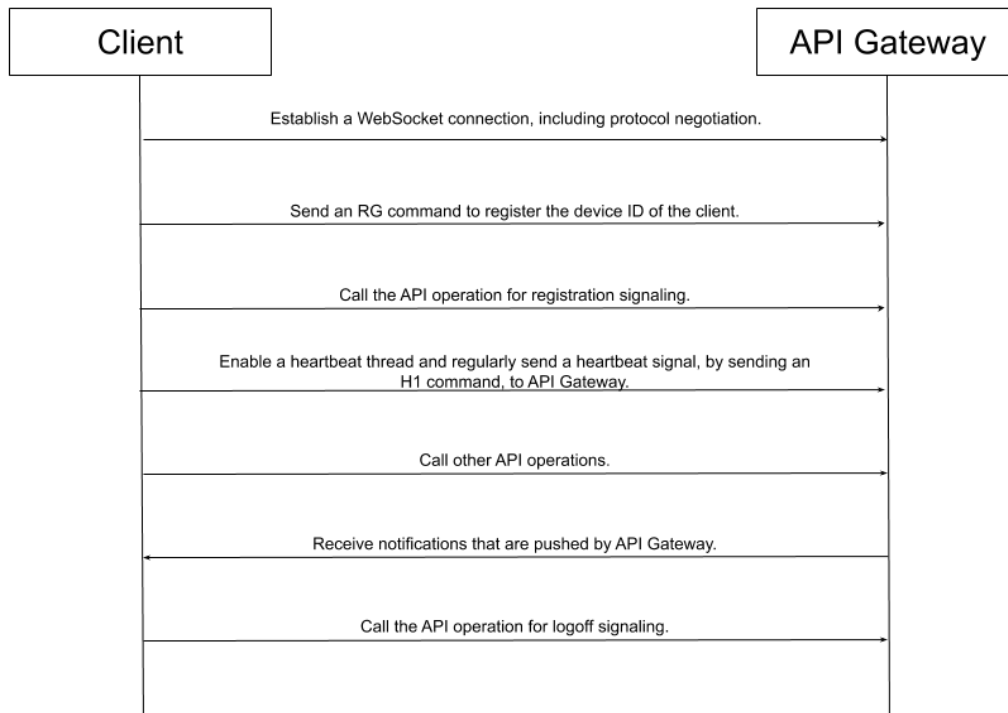 Client
API Gateway
Establish a WebSocket connection, including protocol negotiation.
Send an RG command to register the device ID of the client.
Call the API operation for registration signaling.
Enable a heartbeat thread and regularly send a heartbeat signal, by sending an
H1 command, to API Gateway.
Call other API operations.
Receive notifications that are pushed by API Gateway.
Call the API operation for logoff signaling.